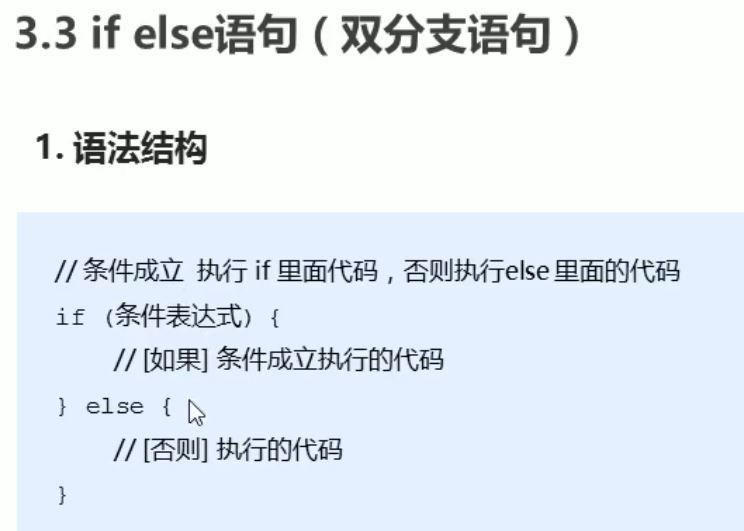 3.3 if else语句（双分支语句）
1. 语法结构
// 条件成立 执行 if 里面代码，否则执行else 里面的代码
if (条件表达式) {
// [如果] 条件成立执行的代码
} else {
// [否则] 执行的代码
}